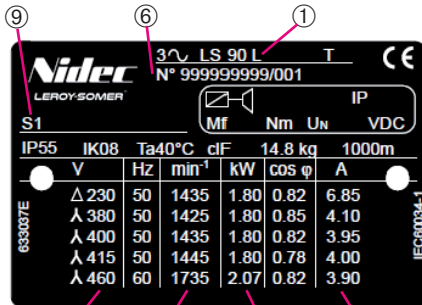 ⑥ ①
⑨
3∿ LS 90 L T CE
Nidec
N° 999999999/001
LEROY-SOMER
IP
S1
Mf Nm UN VDC
IP55 IK08 Ta40°C clF 14.8 kg 1000m
V Hz min-1 kW cos φ A
Δ 230 50 1435 1.80 0.82 6.85
⅄ 380 50 1425 1.80 0.85 4.10
⅄ 400 50 1435 1.80 0.82 3.95
⅄ 415 50 1445 1.80 0.78 4.00
⅄ 460 60 1735 2.07 0.82 3.90
633037E
IEC60034-1